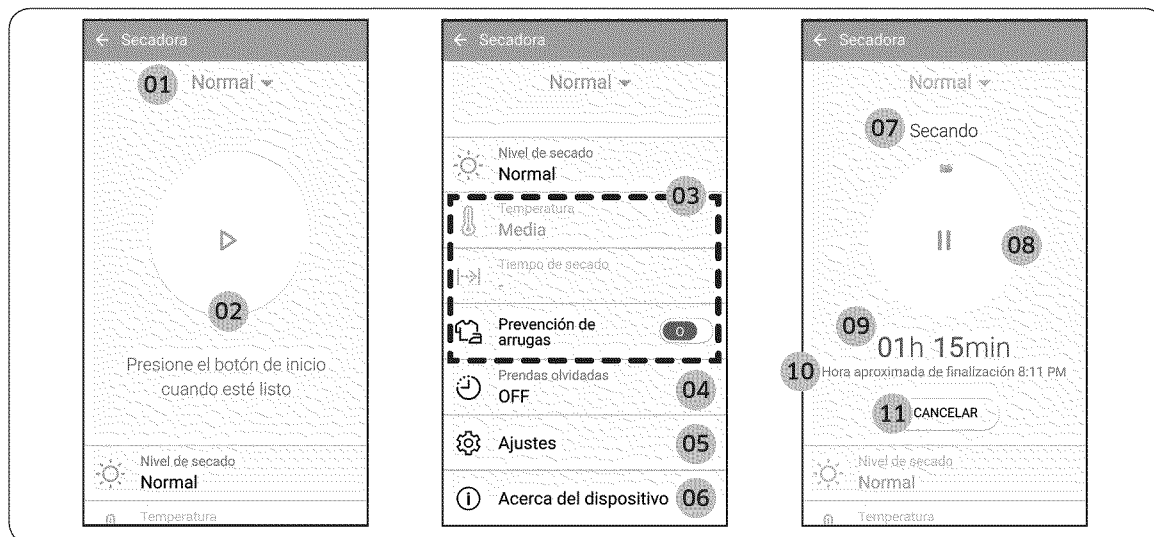 ← Secadora
01 Normal
02
Presione el botón de inicio
cuando esté listo
Nivel de secado
Normal
Temperatura
← Secadora
Normal
Nivel de secado
Normal
03
Temperatura
Media
Tiempo de secado
-
Prevención de
arrugas
Prendas olvidadas
OFF
04
Ajustes 05
Acerca del dispositivo 06
← Secadora
Normal
07 Secando
08
09
01h 15min
10 Hora aproximada de finalización 8:11 PM
11 CANCELAR
Nivel de secado
Normal
Temperatura